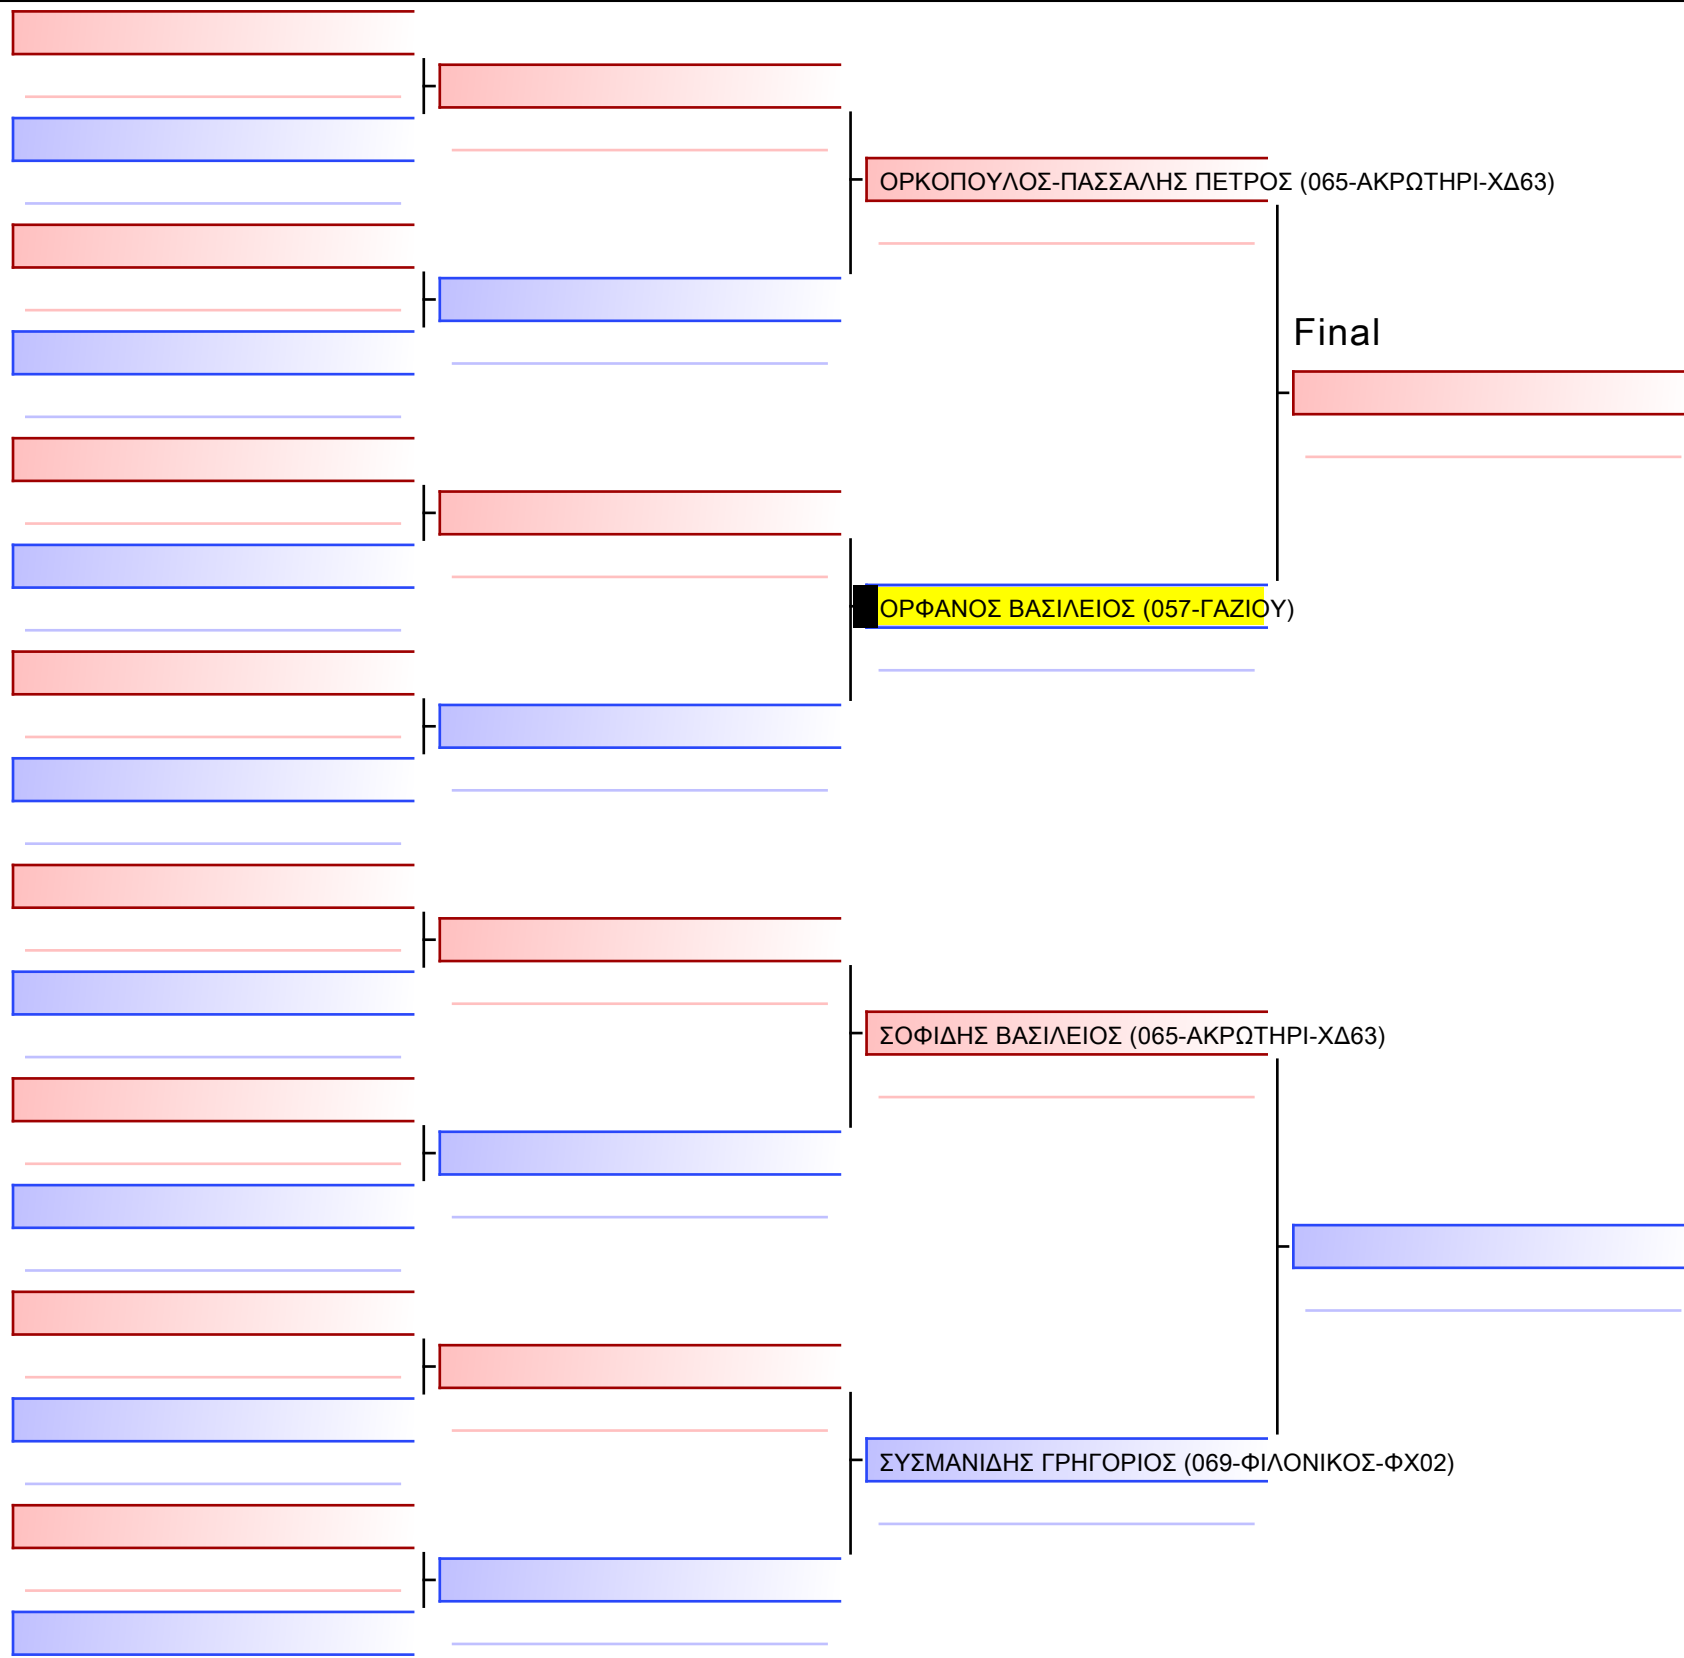 ΟΡΚΟΠΟΥΛΟΣ-ΠΑΣΣΑΛΗΣ ΠΕΤΡΟΣ (065-ΑΚΡΩΤΗΡΙ-ΧΔ63)
Final
ΟΡΦΑΝΟΣ ΒΑΣΙΛΕΙΟΣ (057-ΓΑΖΙΟΥ)
ΣΟΦΙΔΗΣ ΒΑΣΙΛΕΙΟΣ (065-ΑΚΡΩΤΗΡΙ-ΧΔ63)
ΣΥΣΜΑΝΙΔΗΣ ΓΡΗΓΟΡΙΟΣ (069-ΦΙΛΟΝΙΚΟΣ-ΦΧ02)